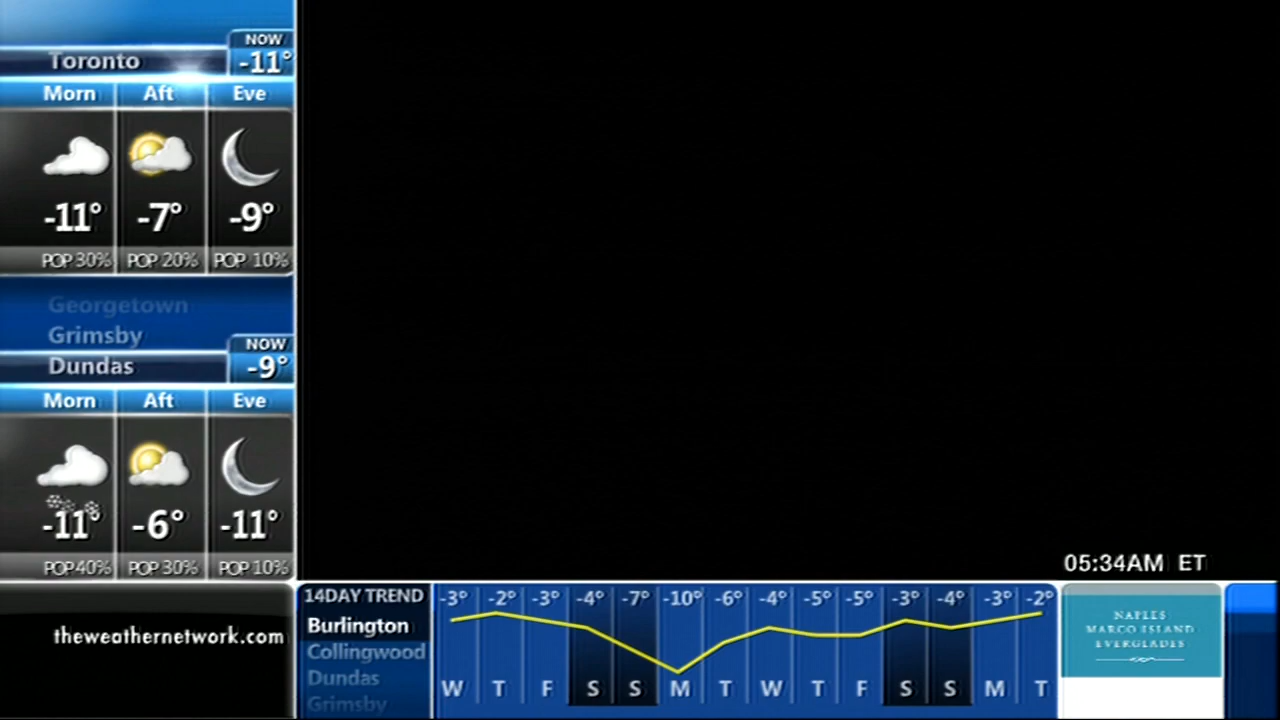 NOW
Toronto -11°
Morn Aft Eve
-11° -7° -9°
POP 30% POP 20% POP 10%
Georgetown
Grimsby
NOW
Dundas -9°
Morn Aft Eve
-11° -6° -11°
POP 40% POP 30% POP 10%
theweathernetwork.com
05:34AM ET
14DAY TREND
Burlington
Collingwood
Dundas
Grimsby
-3° -2° -3° -4° -7° -10° -6° -4° -5° -5° -3° -4° -3° -2°
W T F S S M T W T F S S M T
NAPLES
MARCO ISLAND
EVERGLADES